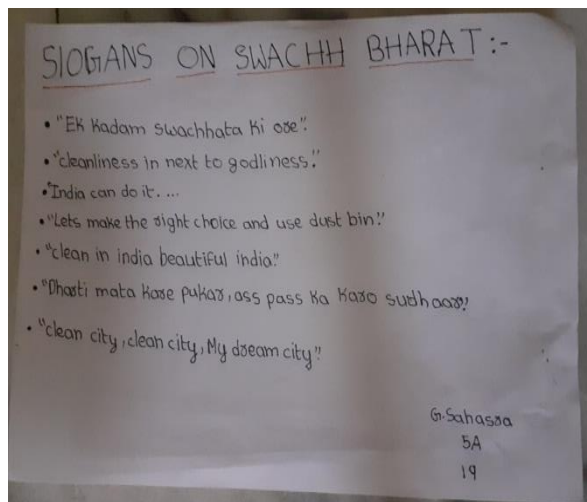 SlOGANS ON SWACHH BHARAT:-
• "EK Kadam swachhata Ki ore".
• "cleanliness in next to godliness."
• "India can do it....
• "Lets make the right choice and use dust bin."
• "clean in india beautiful india."
• "Dharti mata kare pukar, ass pass Ka Karo sudhaar."
• "clean city, clean city, My dream city"
G.Sahasra
5A
19